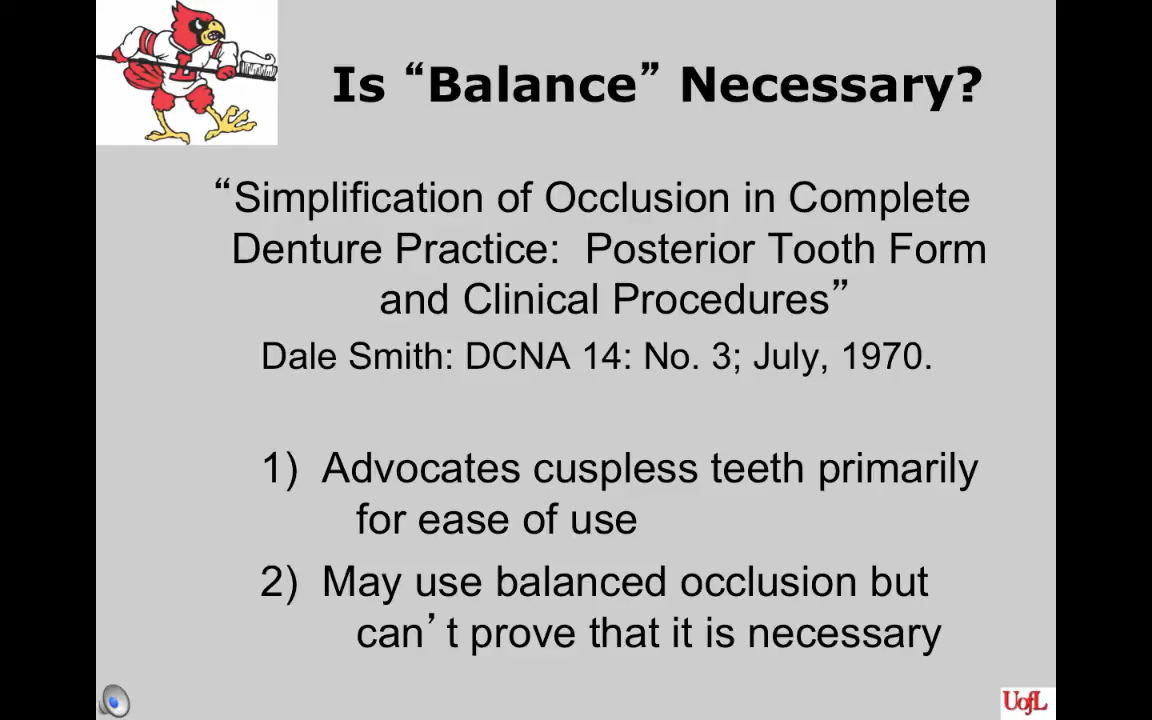 Is “Balance” Necessary?
“Simplification of Occlusion in Complete
Denture Practice: Posterior Tooth Form
and Clinical Procedures”
Dale Smith: DCNA 14: No. 3; July, 1970.
1) Advocates cuspless teeth primarily
for ease of use
2) May use balanced occlusion but
can’t prove that it is necessary
UofL